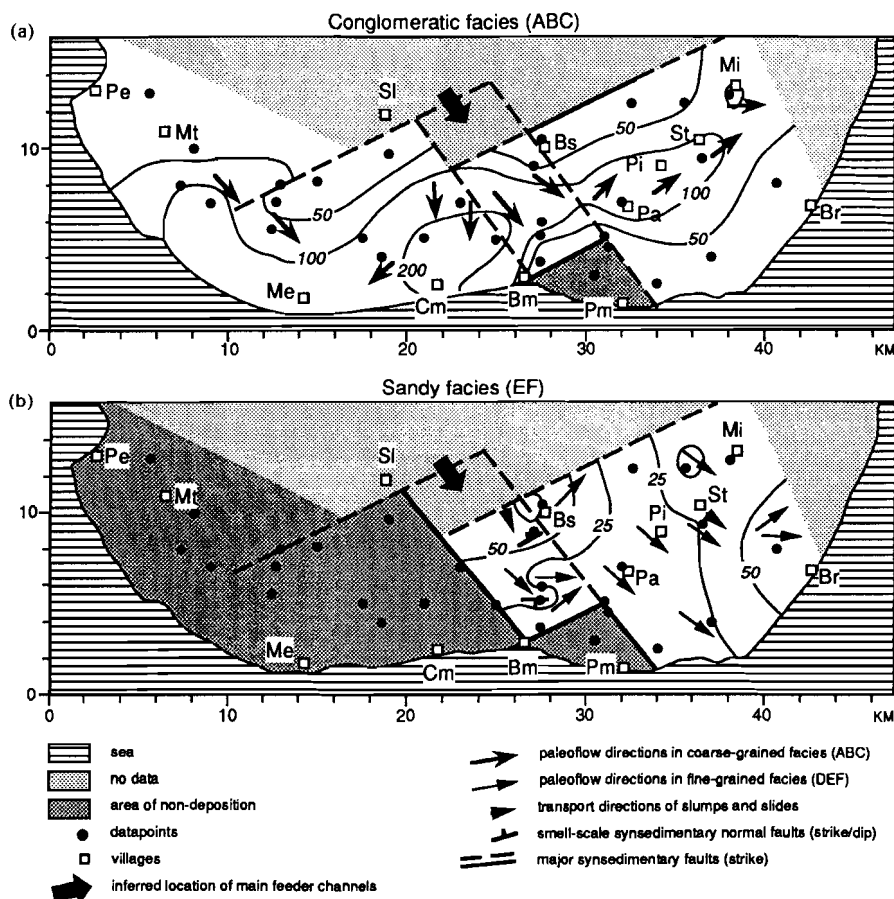 Conglomeratic facies (ABC)
(a)
Pe
Mt
Sl
Mi
10
Bs
50
St
Pi
100
Pa
50
Br
50
100
200
Me
Cm
Bm
Pm
0
0
10
20
30
40
KM
Sandy facies (EF)
(b)
Pe
Mt
Sl
Mi
10
Bs
25
25
St
50
Pi
Pa
50
Br
Me
Cm
Bm
Pm
0
0
10
20
30
40
KM
sea
no data
area of non-deposition
datapoints
villages
inferred location of main feeder channels
paleoflow directions in coarse-grained facies (ABC)
paleoflow directions in fine-grained facies (DEF)
transport directions of slumps and slides
small-scale synsedimentary normal faults (strike/dip)
major synsedimentary faults (strike)